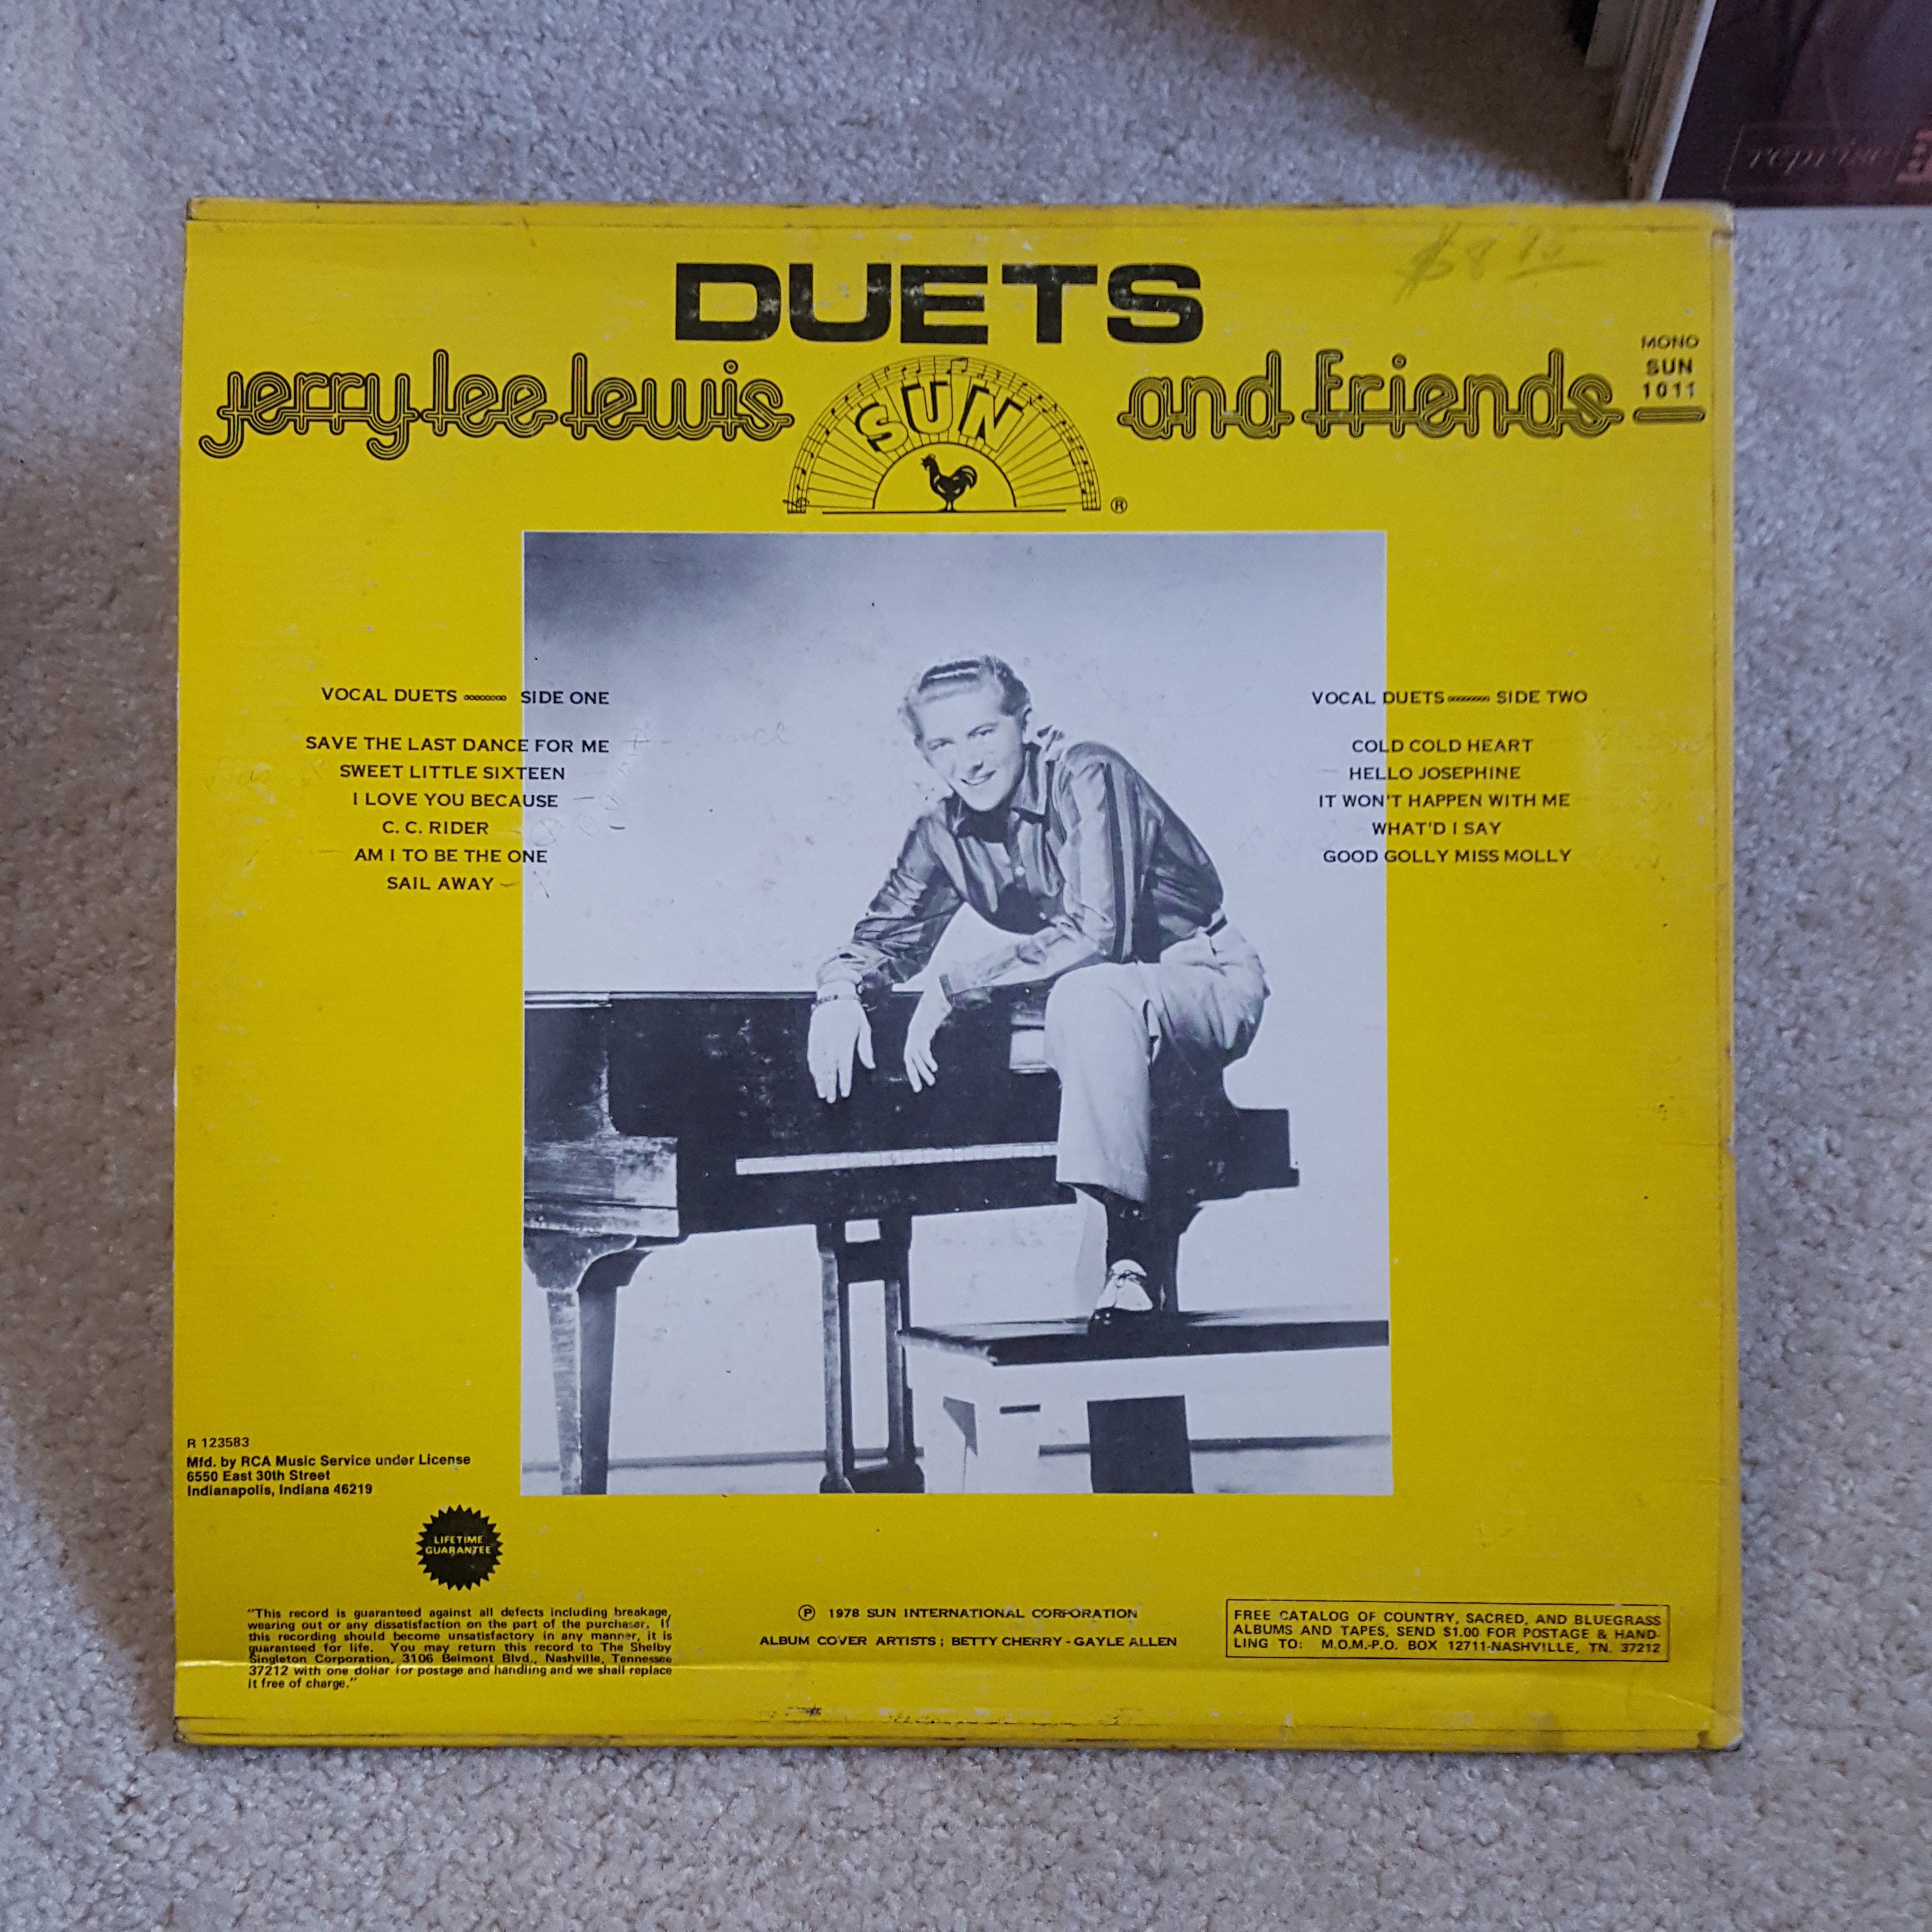 $8
DUETS
jerry lee lewis
SUN
and friends
MONO
SUN
1011
®
VOCAL DUETS SIDE ONE
SAVE THE LAST DANCE FOR ME
SWEET LITTLE SIXTEEN
I LOVE YOU BECAUSE
C. C. RIDER
AM I TO BE THE ONE
SAIL AWAY
VOCAL DUETS SIDE TWO
COLD COLD HEART
HELLO JOSEPHINE
IT WON'T HAPPEN WITH ME
WHAT'D I SAY
GOOD GOLLY MISS MOLLY
R 123583
Mfd. by RCA Music Service under License
6550 East 30th Street
Indianapolis, Indiana 46219
LIFETIME
GUARANTEE
"This record is guaranteed against all defects including breakage,
wearing out or any dissatisfaction on the part of the purchaser. If
this recording should become unsatisfactory in any manner, it is
guaranteed for life. You may return this record to The Shelby
Singleton Corporation, 3106 Belmont Blvd., Nashville, Tennessee
37212 with one dollar for postage and handling and we shall replace
it free of charge."
Ⓟ 1978 SUN INTERNATIONAL CORPORATION
ALBUM COVER ARTISTS; BETTY CHERRY - GAYLE ALLEN
FREE CATALOG OF COUNTRY, SACRED, AND BLUEGRASS
ALBUMS AND TAPES, SEND $1.00 FOR POSTAGE & HAND-
LING TO: M.O.M.-P.O. BOX 12711-NASHVILLE, TN. 37212
reprise